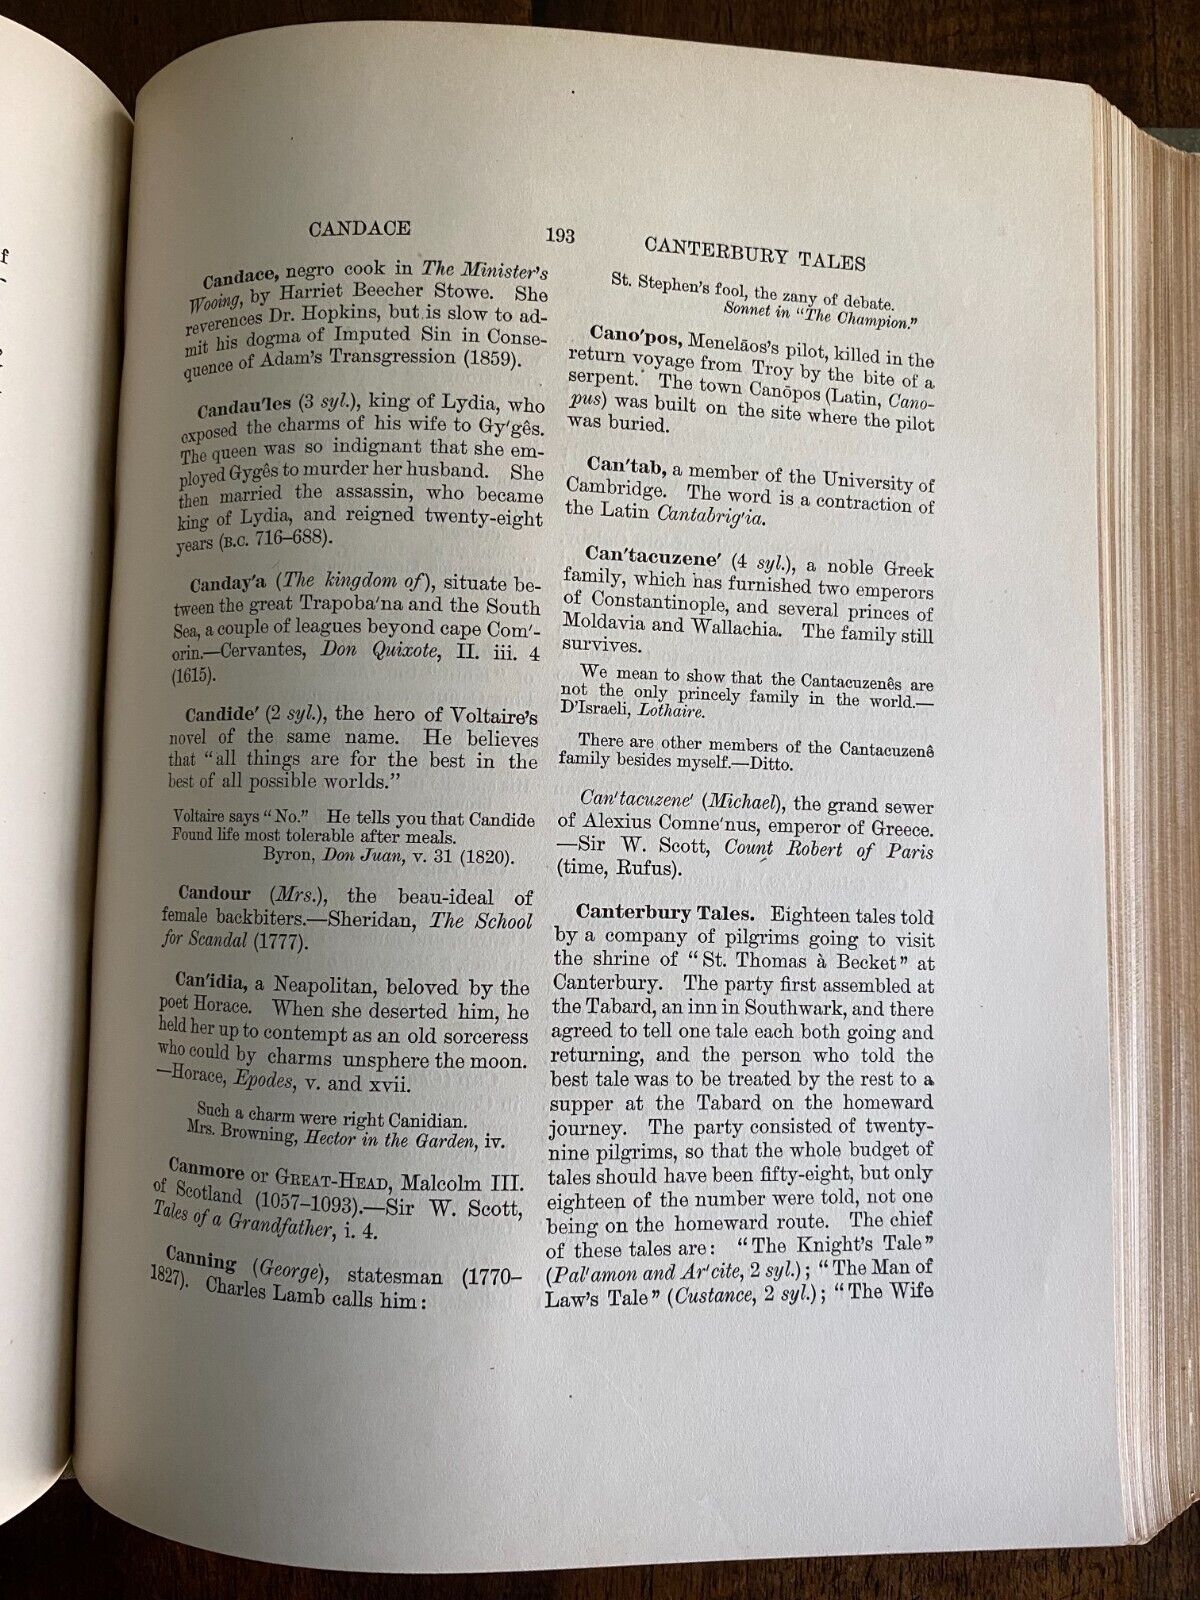 f
CANDACE
193
CANTERBURY TALES
Candace, negro cook in The Minister's
Wooing, by Harriet Beecher Stowe. She
reverences Dr. Hopkins, but is slow to ad-
mit his dogma of Imputed Sin in Conse-
quence of Adam's Transgression (1859).
Candau'les (3 syl.), king of Lydia, who
exposed the charms of his wife to Gy'gês.
The queen was so indignant that she em-
ployed Gygês to murder her husband. She
then married the assassin, who became
king of Lydia, and reigned twenty-eight
years (B.C. 716–688).
Canday'a (The kingdom of), situate be-
tween the great Trapoba'na and the South
Sea, a couple of leagues beyond cape Com'-
orin.—Cervantes, Don Quixote, II. iii. 4
(1615).
Candide' (2 syl.), the hero of Voltaire's
novel of the same name. He believes
that "all things are for the best in the
best of all possible worlds."
Voltaire says "No." He tells you that Candide
Found life most tolerable after meals.
Byron, Don Juan, v. 31 (1820).
Candour (Mrs.), the beau-ideal of
female backbiters.—Sheridan, The School
for Scandal (1777).
Can'idia, a Neapolitan, beloved by the
poet Horace. When she deserted him, he
held her up to contempt as an old sorceress
who could by charms unsphere the moon.
—Horace, Epodes, v. and xvii.
Such a charm were right Canidian.
Mrs. Browning, Hector in the Garden, iv.
Canmore or GREAT-HEAD, Malcolm III.
of Scotland (1057–1093).—Sir W. Scott,
Tales of a Grandfather, i. 4.
Canning (George), statesman (1770–
1827). Charles Lamb calls him:
St. Stephen's fool, the zany of debate.
Sonnet in "The Champion."
Cano'pos, Menelāos's pilot, killed in the
return voyage from Troy by the bite of a
serpent. The town Canōpos (Latin, Cano-
pus) was built on the site where the pilot
was buried.
Can'tab, a member of the University of
Cambridge. The word is a contraction of
the Latin Cantabrig'ia.
Can'tacuzene' (4 syl.), a noble Greek
family, which has furnished two emperors
of Constantinople, and several princes of
Moldavia and Wallachia. The family still
survives.
We mean to show that the Cantacuzenês are
not the only princely family in the world.—
D'Israeli, Lothaire.
There are other members of the Cantacuzenê
family besides myself.—Ditto.
Can'tacuzene' (Michael), the grand sewer
of Alexius Comne'nus, emperor of Greece.
—Sir W. Scott, Count Robert of Paris
(time, Rufus).
Canterbury Tales. Eighteen tales told
by a company of pilgrims going to visit
the shrine of "St. Thomas à Becket" at
Canterbury. The party first assembled at
the Tabard, an inn in Southwark, and there
agreed to tell one tale each both going and
returning, and the person who told the
best tale was to be treated by the rest to a
supper at the Tabard on the homeward
journey. The party consisted of twenty-
nine pilgrims, so that the whole budget of
tales should have been fifty-eight, but only
eighteen of the number were told, not one
being on the homeward route. The chief
of these tales are: "The Knight's Tale"
(Pal'amon and Ar'cite, 2 syl.); "The Man of
Law's Tale" (Custance, 2 syl.); "The Wife